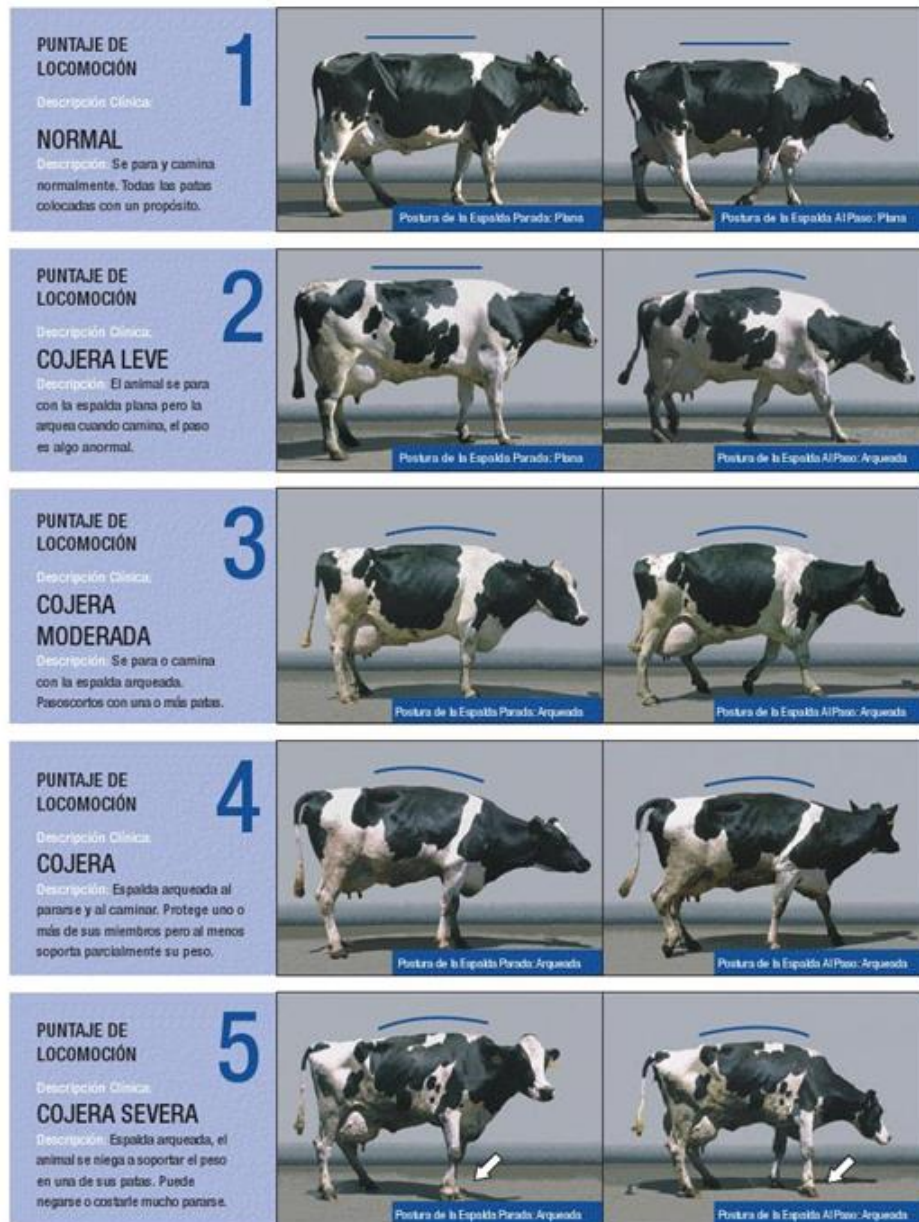 PUNTAJE DE
LOCOMOCIÓN
1
Descripción Clínica:
NORMAL
Descripción: Se para y camina
normalmente. Todas las patas
colocadas con un propósito.
Postura de la Espalda Parada: Plana
Postura de la Espalda Al Paso: Plana
PUNTAJE DE
LOCOMOCIÓN
2
Descripción Clínica:
COJERA LEVE
Descripción: El animal se para
con la espalda plana pero la
arquea cuando camina, el paso
es algo anormal.
Postura de la Espalda Parada: Plana
Postura de la Espalda Al Paso: Arqueada
PUNTAJE DE
LOCOMOCIÓN
3
Descripción Clínica:
COJERA
MODERADA
Descripción: Se para o camina
con la espalda arqueada.
Pasoscortos con una o más patas.
Postura de la Espalda Parada: Arqueada
Postura de la Espalda Al Paso: Arqueada
PUNTAJE DE
LOCOMOCIÓN
4
Descripción Clínica:
COJERA
Descripción: Espalda arqueada al
pararse y al caminar. Protege uno o
más de sus miembros pero al menos
soporta parcialmente su peso.
Postura de la Espalda Parada: Arqueada
Postura de la Espalda Al Paso: Arqueada
PUNTAJE DE
LOCOMOCIÓN
5
Descripción Clínica:
COJERA SEVERA
Descripción: Espalda arqueada, el
animal se niega a soportar el peso
en una de sus patas. Puede
negarse o costarle mucho pararse.
Postura de la Espalda Parada: Arqueada
Postura de la Espalda Al Paso: Arqueada